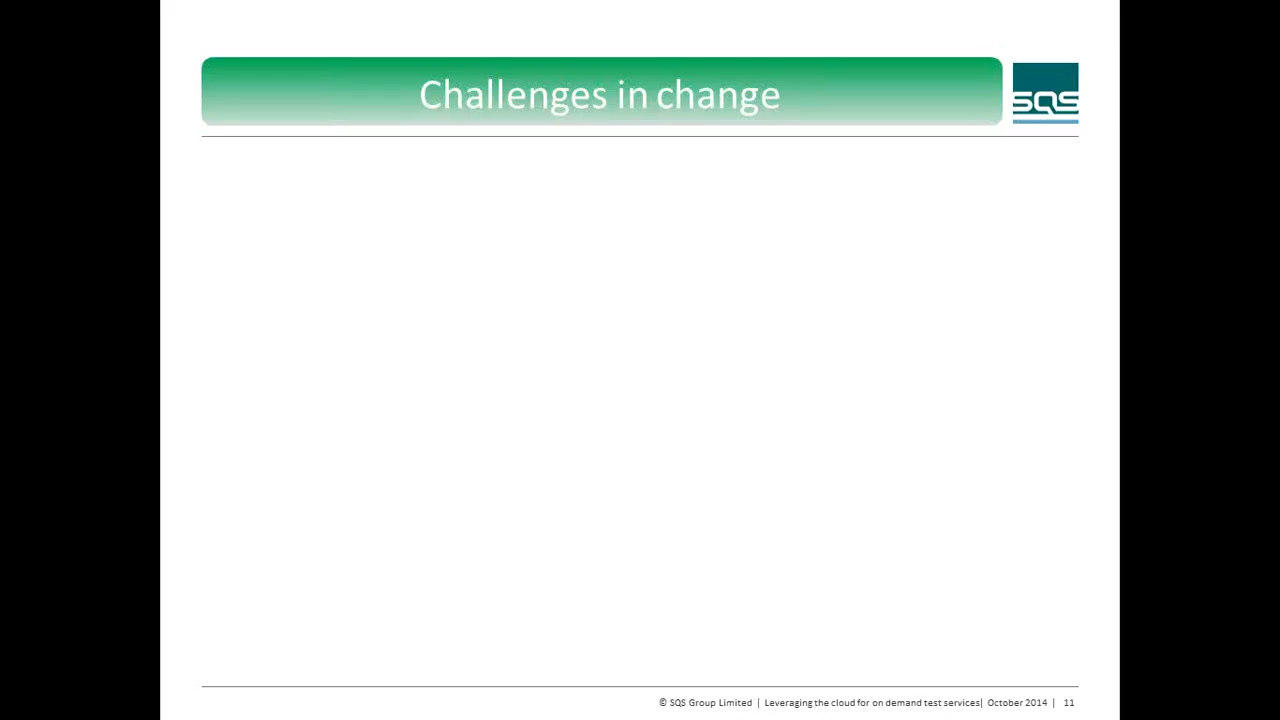 Challenges in change
SQS
© SQS Group Limited | Leveraging the cloud for on demand test services| October 2014 | 11